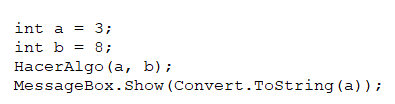 int a = 3;
int b = 8;
HacerAlgo(a, b);
MessageBox.Show(Convert.ToString(a));